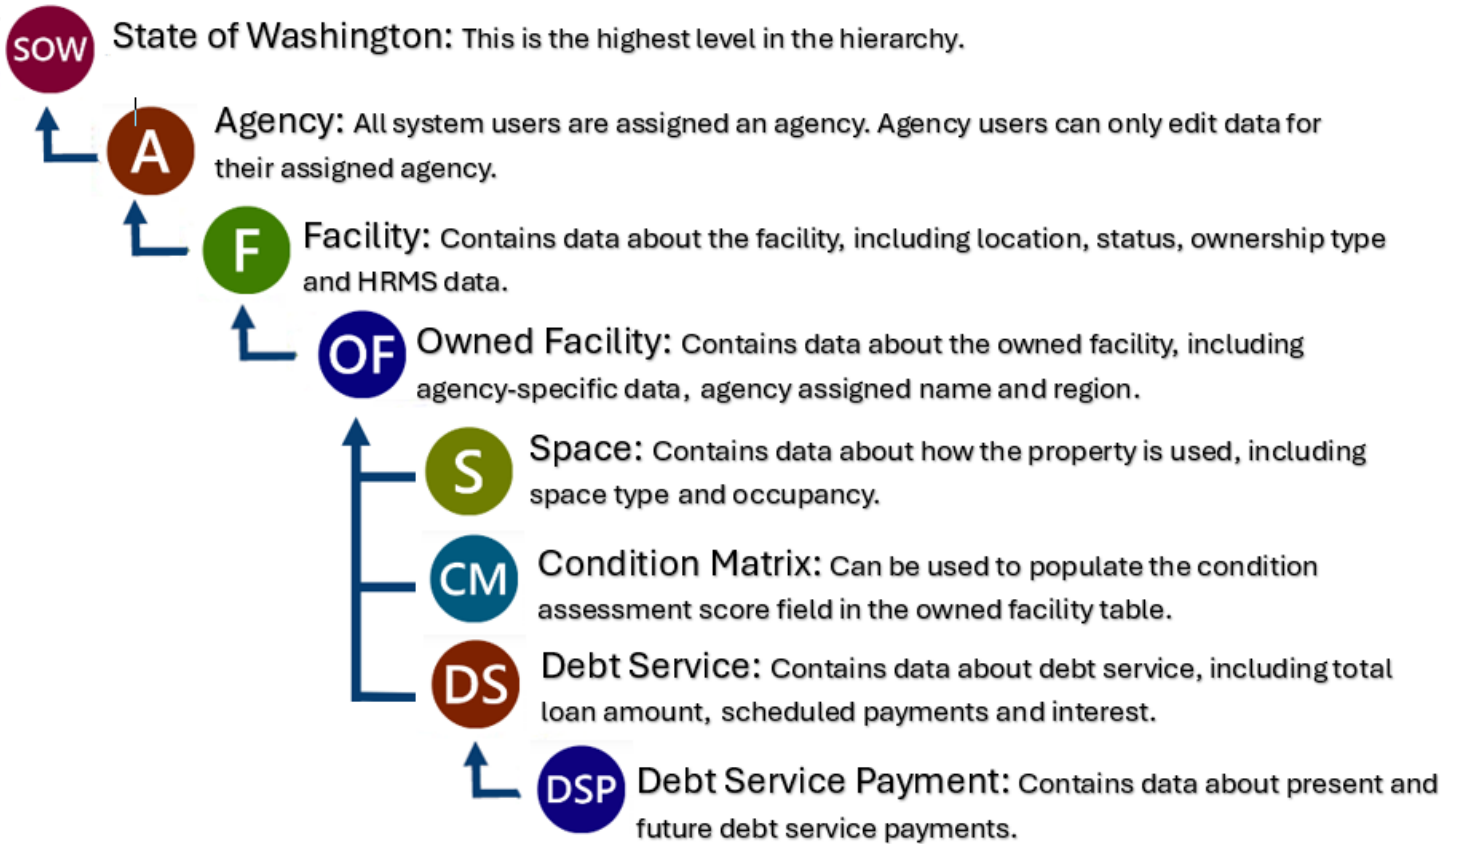 SOW State of Washington: This is the highest level in the hierarchy.
A Agency: All system users are assigned an agency. Agency users can only edit data for
their assigned agency.
F Facility: Contains data about the facility, including location, status, ownership type
and HRMS data.
OF Owned Facility: Contains data about the owned facility, including
agency-specific data, agency assigned name and region.
S Space: Contains data about how the property is used, including
space type and occupancy.
CM Condition Matrix: Can be used to populate the condition
assessment score field in the owned facility table.
DS Debt Service: Contains data about debt service, including total
loan amount, scheduled payments and interest.
DSP Debt Service Payment: Contains data about present and
future debt service payments.